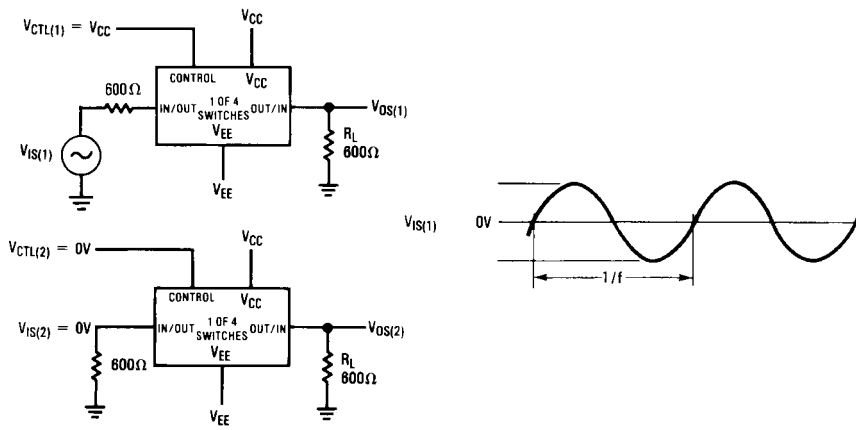 V_CTL(1) = V_CC
V_CC
CONTROL
V_CC
600Ω
IN/OUT
1 OF 4
SWITCHES
OUT/IN
V_OS(1)
V_EE
V_IS(1)
R_L
600Ω
V_EE
V_CTL(2) = 0V
V_CC
CONTROL
V_CC
V_IS(2) = 0V
IN/OUT
1 OF 4
SWITCHES
OUT/IN
V_OS(2)
V_EE
600Ω
R_L
600Ω
V_EE
V_IS(1)
0V
1/f